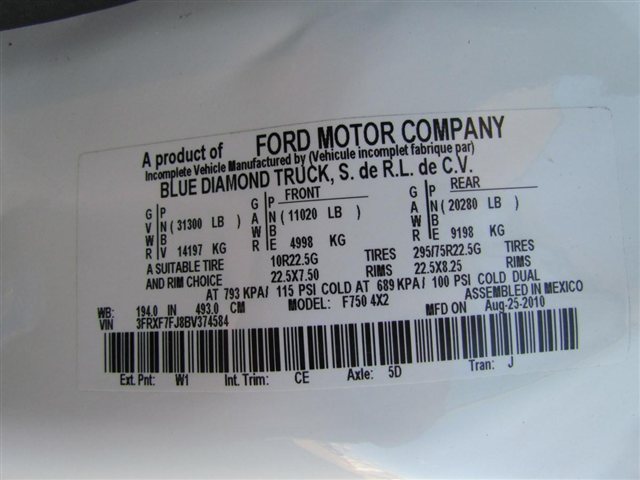 A product of FORD MOTOR COMPANY
Incomplete Vehicle Manufactured by (Vehicule incomplet fabrique par)
BLUE DIAMOND TRUCK, S. de R.L. de C.V.
FRONT REAR
G P G P G P
V N ( 31300 LB ) A N ( 11020 LB ) A N ( 20280 LB )
W B W B W B
R V 14197 KG R I 4998 KG R E 9198 KG
A SUITABLE TIRE 10R22.5G TIRES 295/75R22.5G TIRES
AND RIM CHOICE 22.5X7.50 RIMS 22.5X8.25 RIMS
AT 793 KPA/ 115 PSI COLD AT 689 KPA/ 100 PSI COLD DUAL
WB: 194.0 IN 493.0 CM MODEL: F750 4X2 ASSEMBLED IN MEXICO
VIN 3FRXF7FJ8BV374584 MFD ON Aug-25-2010
Ext. Pnt: W1 Int. Trim: CE Axle: 5D Tran: J